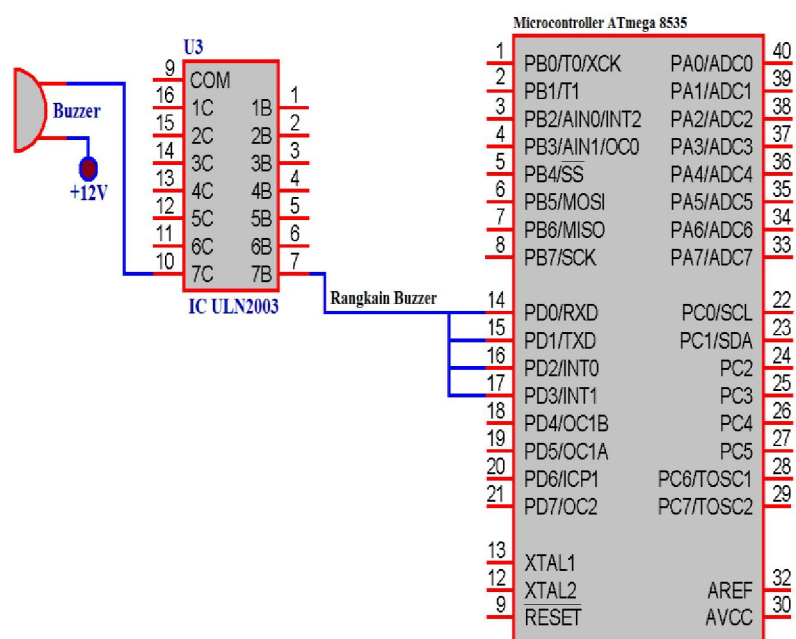 Microcontroller ATmega 8535
U3
Buzzer
+12V
9 COM
16 1C 1B 1
15 2C 2B 2
14 3C 3B 3
13 4C 4B 4
12 5C 5B 5
11 6C 6B 6
10 7C 7B 7
IC ULN2003
Rangkain Buzzer
1 PB0/T0/XCK PA0/ADC0 40
2 PB1/T1 PA1/ADC1 39
3 PB2/AIN0/INT2 PA2/ADC2 38
4 PB3/AIN1/OC0 PA3/ADC3 37
5 PB4/SS PA4/ADC4 36
6 PB5/MOSI PA5/ADC5 35
7 PB6/MISO PA6/ADC6 34
8 PB7/SCK PA7/ADC7 33
14 PD0/RXD PC0/SCL 22
15 PD1/TXD PC1/SDA 23
16 PD2/INT0 PC2 24
17 PD3/INT1 PC3 25
18 PD4/OC1B PC4 26
19 PD5/OC1A PC5 27
20 PD6/ICP1 PC6/TOSC1 28
21 PD7/OC2 PC7/TOSC2 29
13 XTAL1
12 XTAL2 AREF 32
9 RESET AVCC 30